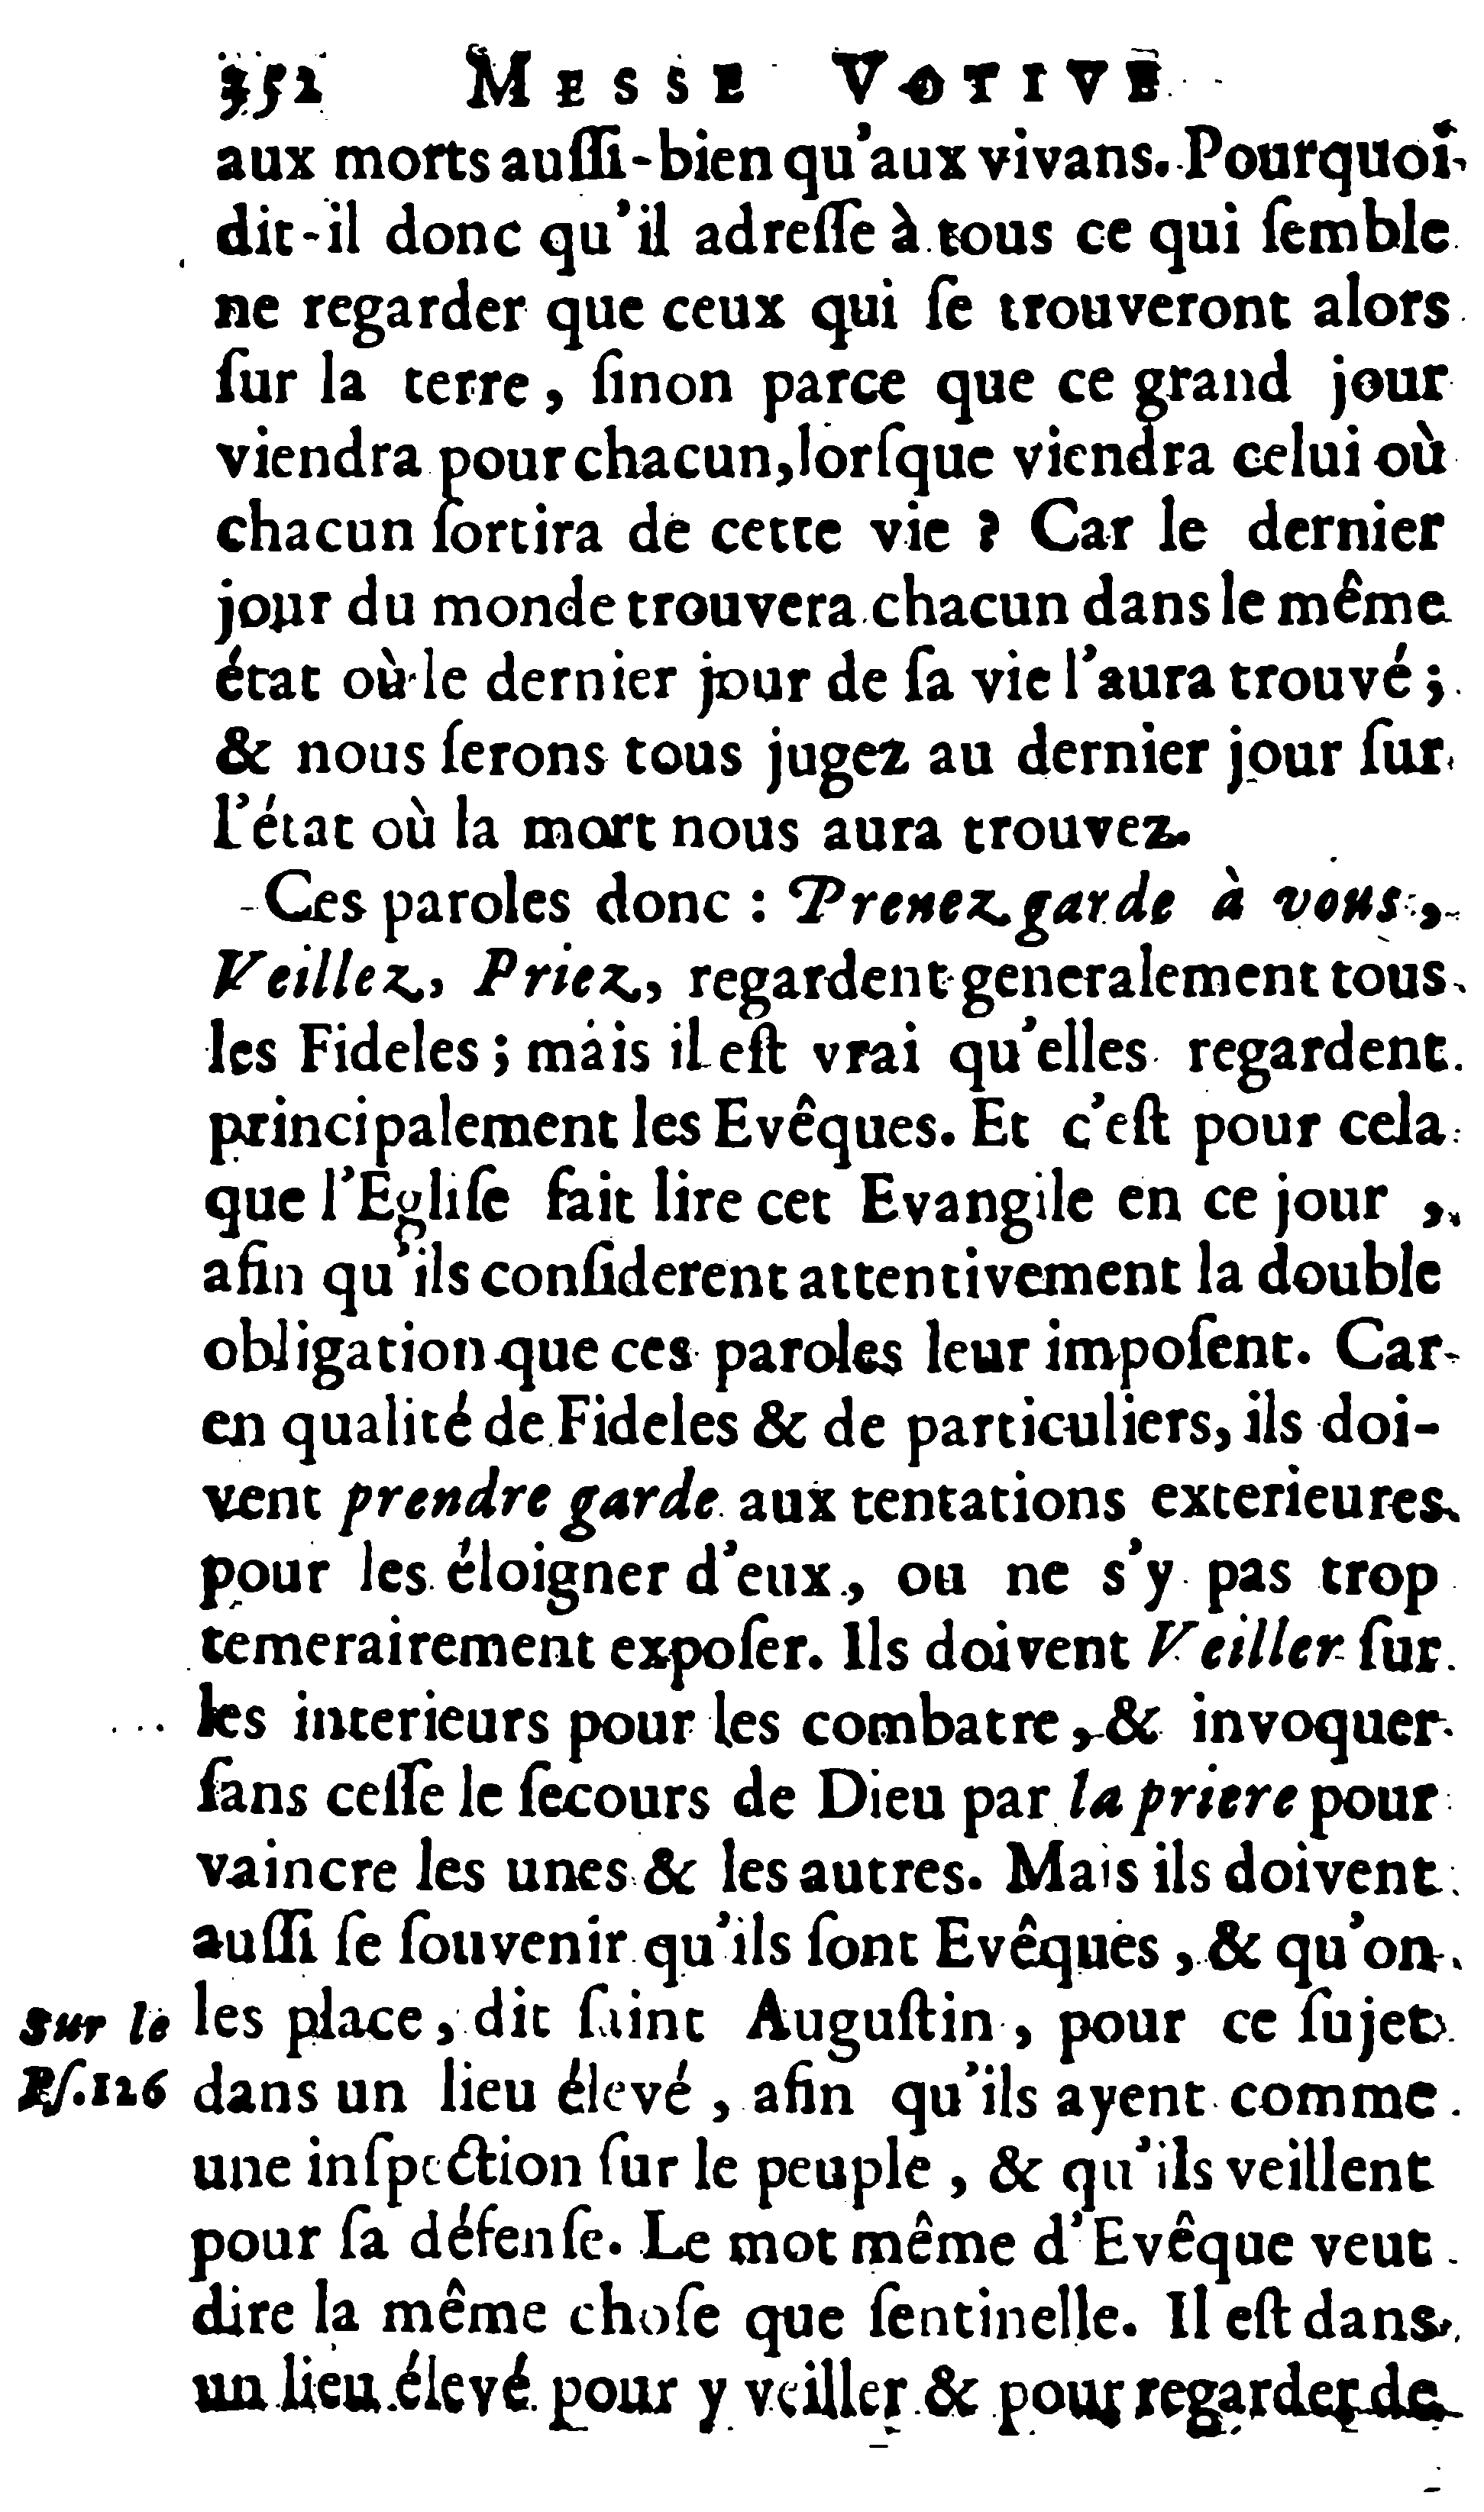 352 MESSE VOTIVE
aux morts auſſi-bien qu'aux vivans. Pourquoi
dit-il donc qu'il adreſſe à tous ce qui ſemble
ne regarder que ceux qui ſe trouveront alors
ſur la terre, ſinon parce que ce grand jour
viendra pour chacun, lorſque viendra celui où
chacun ſortira de cette vie ? Car le dernier
jour du monde trouvera chacun dans le même
état où le dernier jour de ſa vie l'aura trouvé ;
& nous ſerons tous jugez au dernier jour ſur
l'état où la mort nous aura trouvez.
Ces paroles donc : Prenez garde à vous,
Veillez, Priez, regardent generalement tous
les Fideles ; mais il eſt vrai qu'elles regardent
principalement les Evêques. Et c'eſt pour cela
que l'Egliſe fait lire cet Evangile en ce jour,
afin qu'ils conſiderent attentivement la double
obligation que ces paroles leur impoſent. Car
en qualité de Fideles & de particuliers, ils doi-
vent prendre garde aux tentations exterieures
pour les éloigner d'eux, ou ne s'y pas trop
temerairement expoſer. Ils doivent Veiller ſur
les interieurs pour les combatre, & invoquer
ſans ceſſe le ſecours de Dieu par la priere pour
vaincre les unes & les autres. Mais ils doivent
auſſi ſe ſouvenir qu'ils ſont Evêques, & qu'on
les place, dit ſaint Auguſtin, pour ce ſujet
dans un lieu élevé, afin qu'ils ayent comme
une inſpection ſur le peuple, & qu'ils veillent
pour ſa défenſe. Le mot même d'Evêque veut
dire la même choſe que ſentinelle. Il eſt dans
un lieu élevé pour y veiller & pour regarder de
Sur le
Pſ. 126